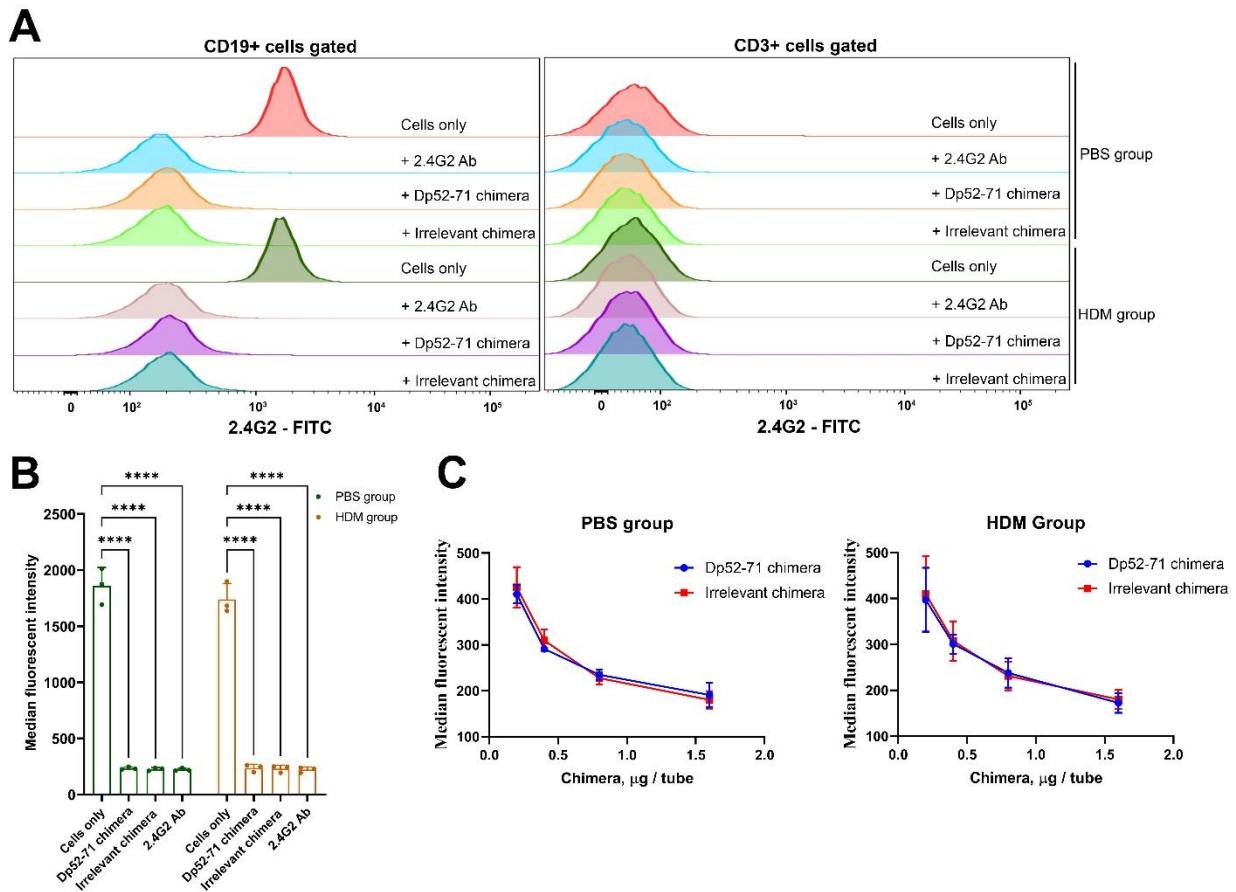 A
CD19+ cells gated
CD3+ cells gated
Cells only
+ 2.4G2 Ab
+ Dp52-71 chimera
+ Irrelevant chimera
Cells only
+ 2.4G2 Ab
+ Dp52-71 chimera
+ Irrelevant chimera
0 10² 10³ 10⁴ 10⁵
2.4G2 - FITC
Cells only
+ 2.4G2 Ab
+ Dp52-71 chimera
+ Irrelevant chimera
Cells only
+ 2.4G2 Ab
+ Dp52-71 chimera
+ Irrelevant chimera
PBS group
HDM group
0 10² 10³ 10⁴ 10⁵
2.4G2 - FITC
B
**** ****
**** ****
**** ****
PBS group
HDM group
Median fluorescent intensity
2500
2000
1500
1000
500
0
Cells only
Dp52-71 chimera
Irrelevant chimera
2.4G2 Ab
Cells only
Dp52-71 chimera
Irrelevant chimera
2.4G2 Ab
C
PBS group
Dp52-71 chimera
Irrelevant chimera
Median fluorescent intensity
500
400
300
200
100
0.0 0.5 1.0 1.5 2.0
Chimera, µg / tube
HDM Group
Dp52-71 chimera
Irrelevant chimera
Median fluorescent intensity
500
400
300
200
100
0.0 0.5 1.0 1.5 2.0
Chimera, µg / tube